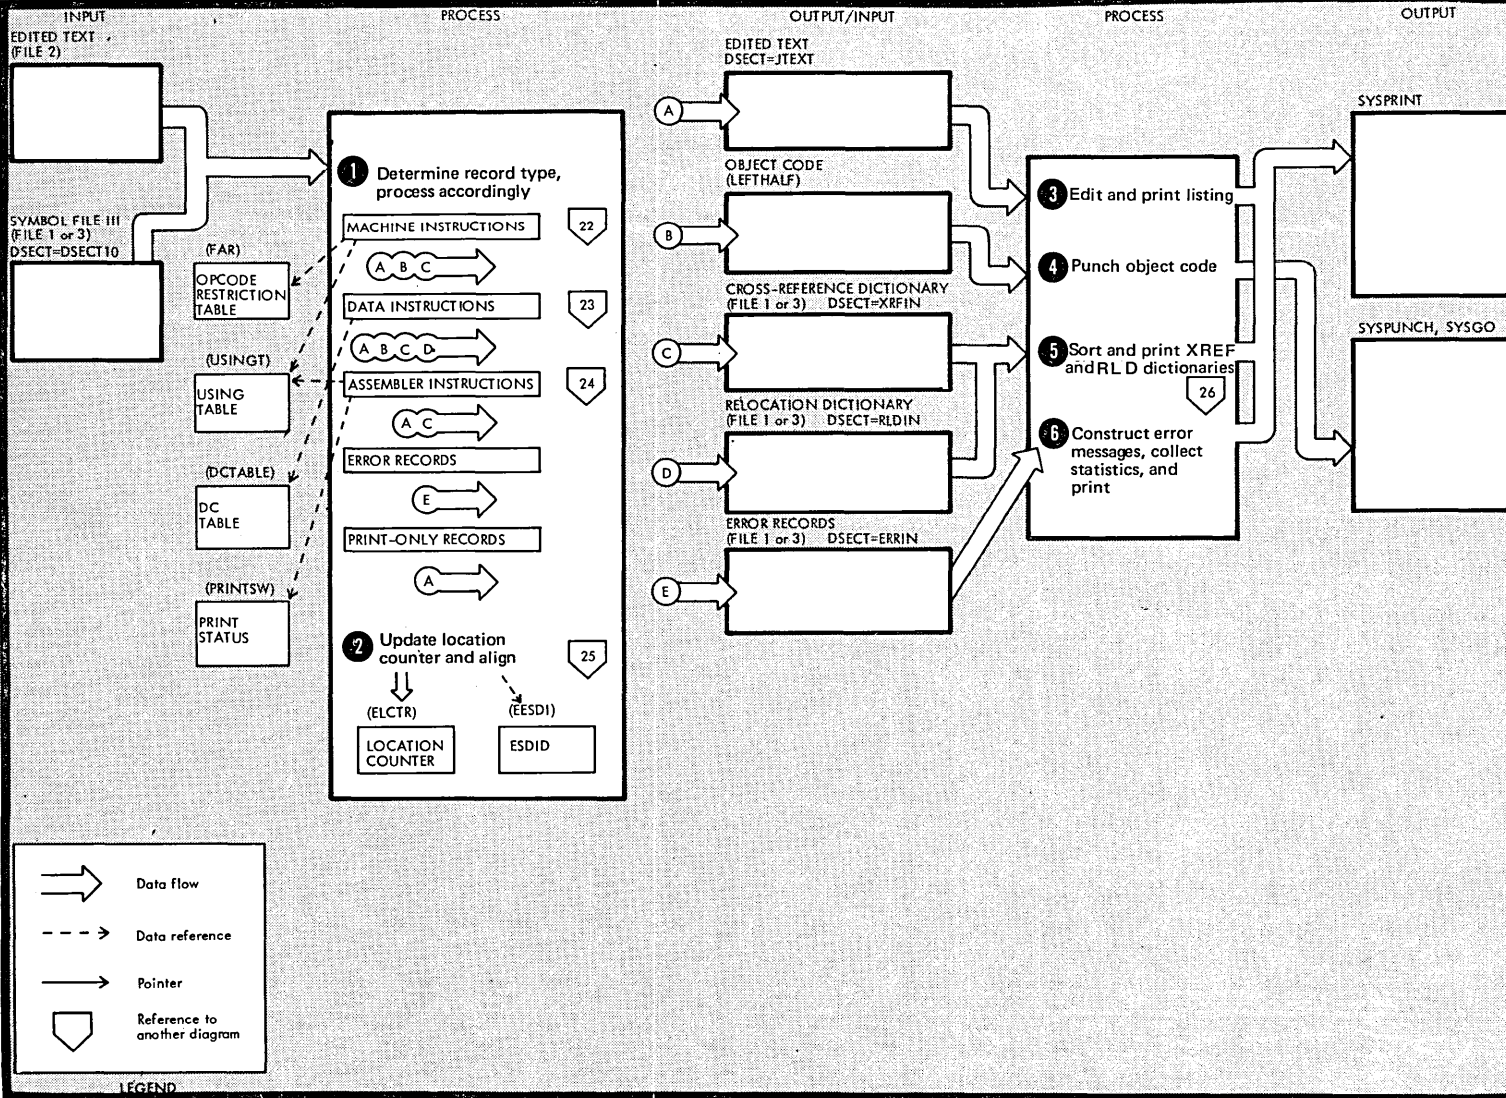 INPUT
PROCESS
OUTPUT/INPUT
PROCESS
OUTPUT
EDITED TEXT
(FILE 2)
SYMBOL FILE III
(FILE 1 or 3)
DSECT=DSECT10
(FAR)
OPCODE
RESTRICTION
TABLE
(USINGT)
USING
TABLE
(DCTABLE)
DC
TABLE
(PRINTSW)
PRINT
STATUS
1 Determine record type,
process accordingly
MACHINE INSTRUCTIONS
22
A B C
DATA INSTRUCTIONS
23
A B C D
ASSEMBLER INSTRUCTIONS
24
A C
ERROR RECORDS
E
PRINT-ONLY RECORDS
A
2 Update location
counter and align
25
(ELCTR)
(EESDI)
LOCATION
COUNTER
ESDID
EDITED TEXT
DSECT=JTEXT
A
OBJECT CODE
(LEFTHALF)
B
CROSS-REFERENCE DICTIONARY
(FILE 1 or 3) DSECT=XRFIN
C
RELOCATION DICTIONARY
(FILE 1 or 3) DSECT=RLDIN
D
ERROR RECORDS
(FILE 1 or 3) DSECT=ERRIN
E
3 Edit and print listing
4 Punch object code
5 Sort and print XREF
and RLD dictionaries
26
6 Construct error
messages, collect
statistics, and
print
SYSPRINT
SYSPUNCH, SYSGO
Data flow
Data reference
Pointer
Reference to
another diagram
LEGEND